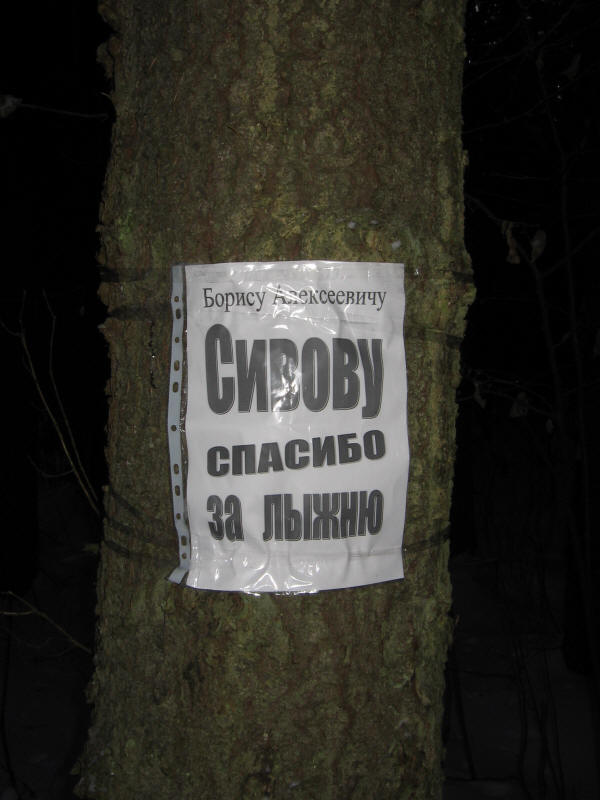 Борису Алексеевичу
Сивову
спасибо
за лыжню